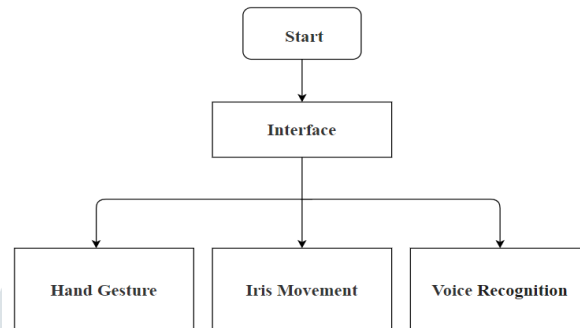 Start
Interface
Hand Gesture
Iris Movement
Voice Recognition